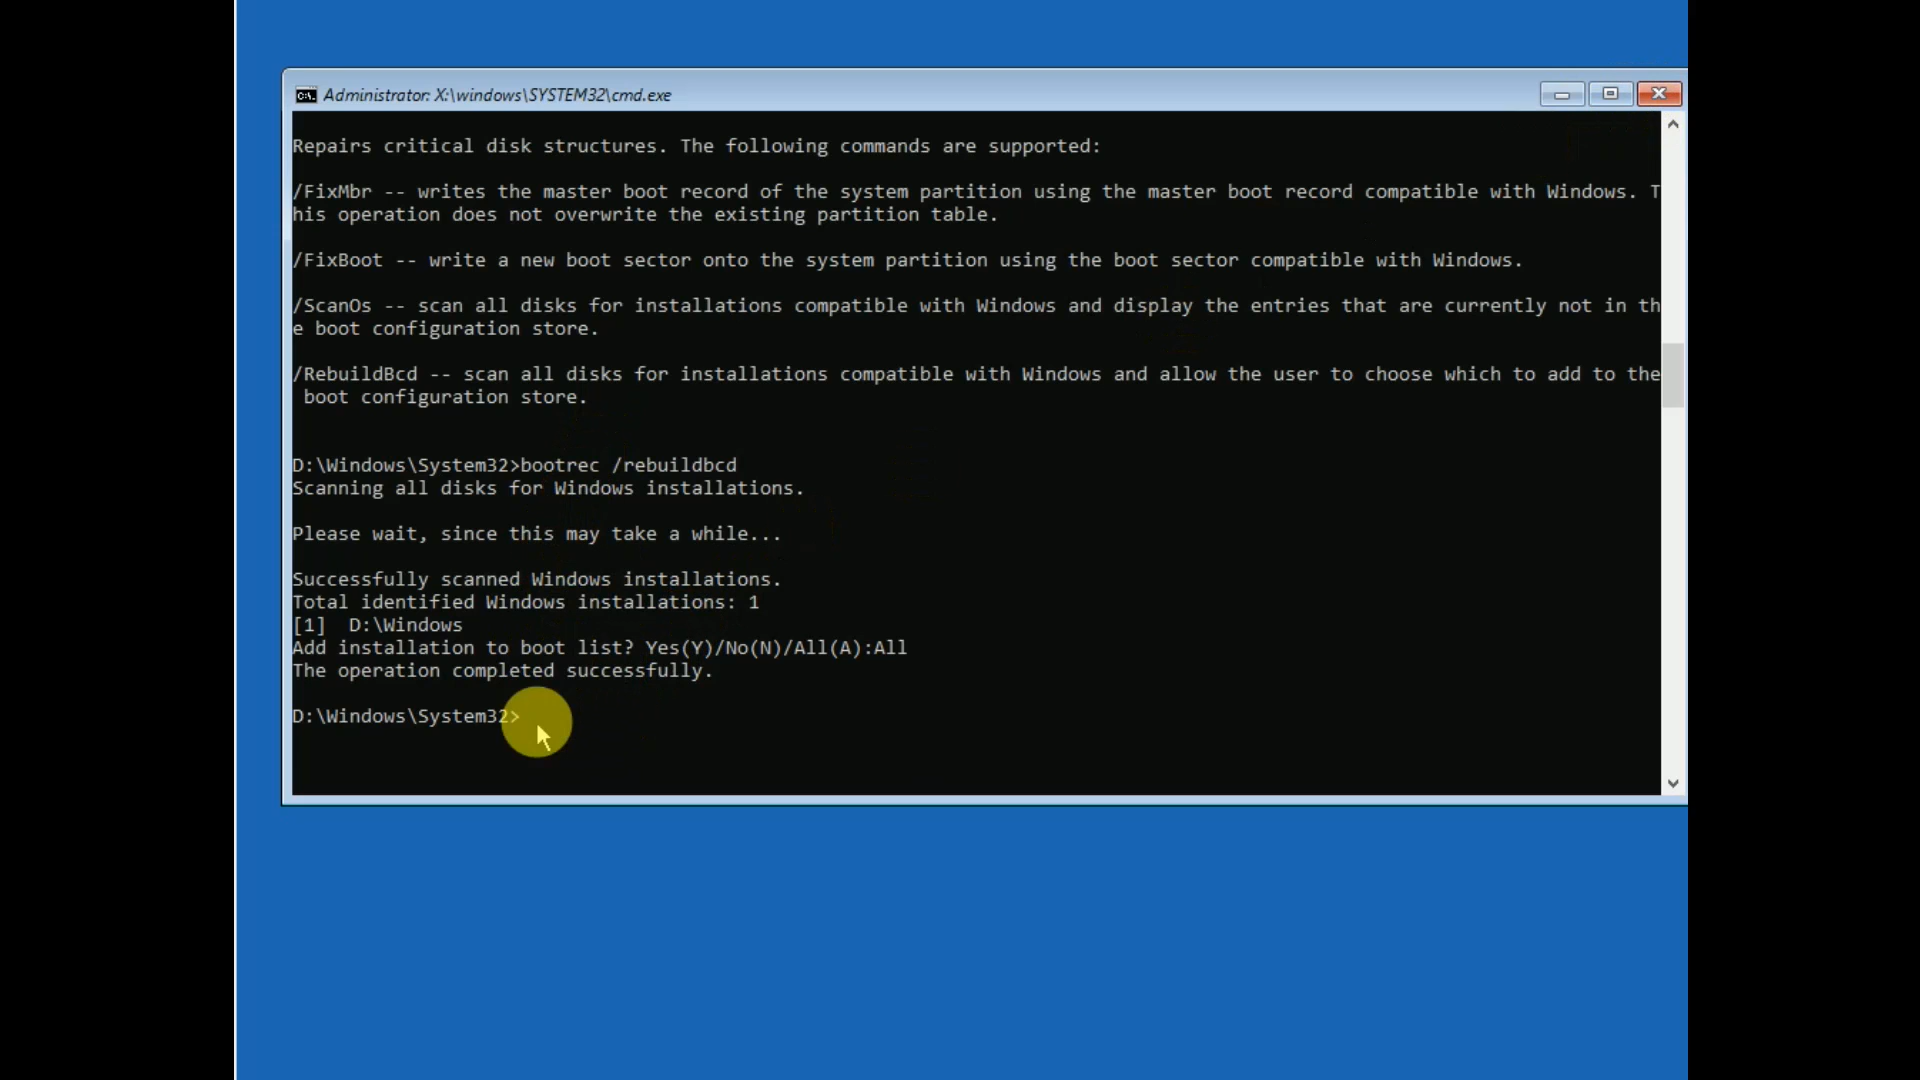 Administrator: X:\windows\SYSTEM32\cmd.exe
Repairs critical disk structures. The following commands are supported:
/FixMbr -- writes the master boot record of the system partition using the master boot record compatible with Windows. T
his operation does not overwrite the existing partition table.
/FixBoot -- write a new boot sector onto the system partition using the boot sector compatible with Windows.
/ScanOs -- scan all disks for installations compatible with Windows and display the entries that are currently not in th
e boot configuration store.
/RebuildBcd -- scan all disks for installations compatible with Windows and allow the user to choose which to add to the
 boot configuration store.
D:\Windows\System32>bootrec /rebuildbcd
Scanning all disks for Windows installations.
Please wait, since this may take a while...
Successfully scanned Windows installations.
Total identified Windows installations: 1
[1]  D:\Windows
Add installation to boot list? Yes(Y)/No(N)/All(A):All
The operation completed successfully.
D:\Windows\System32>